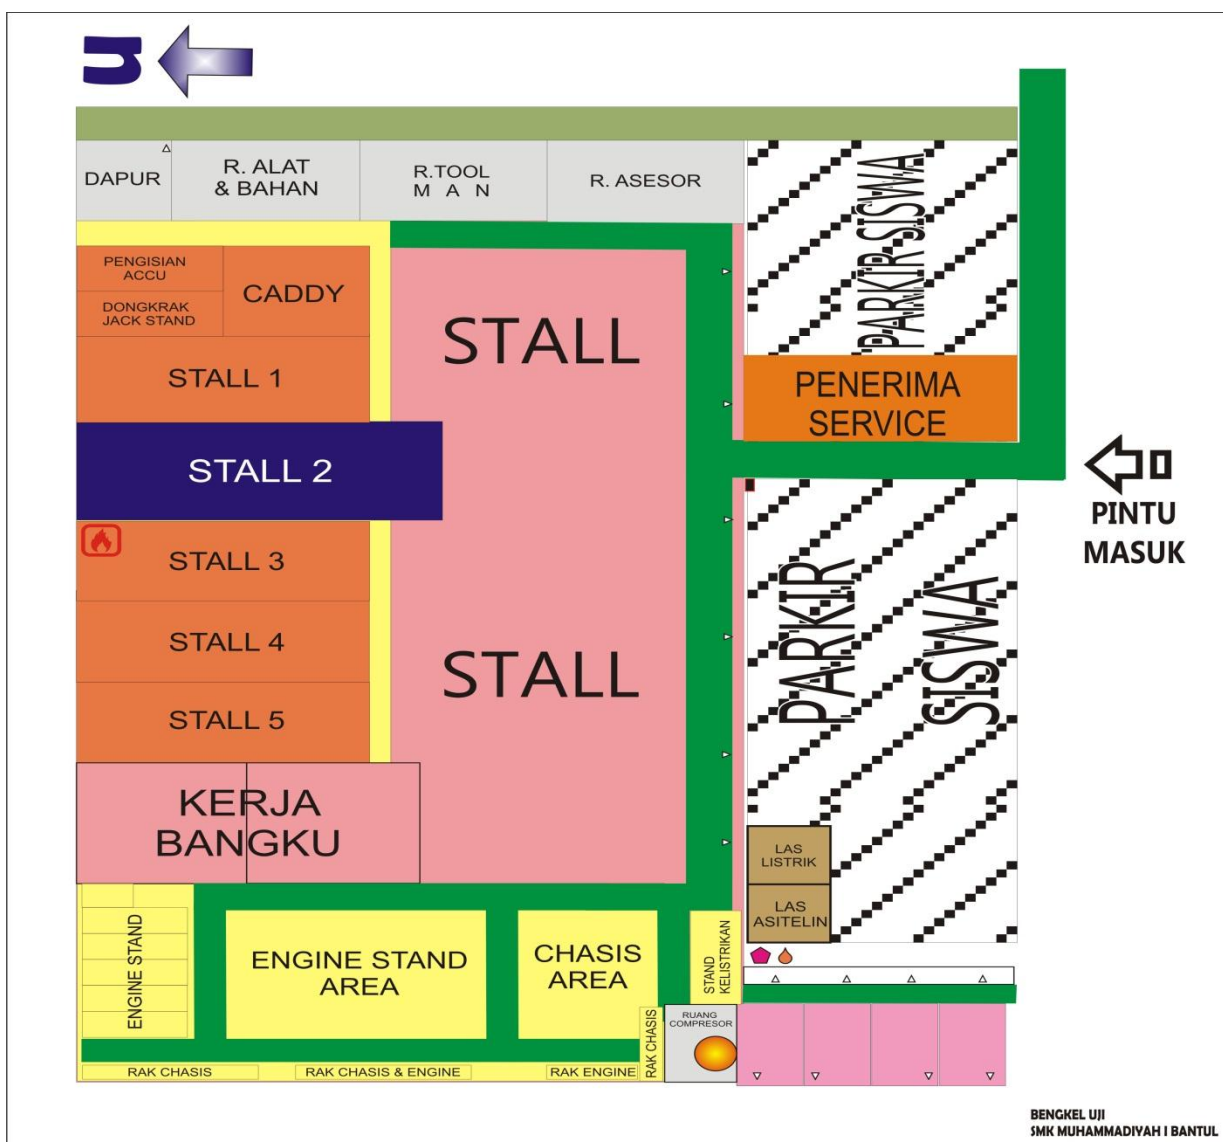 U
DAPUR
R. ALAT
& BAHAN
R.TOOL
M A N
R. ASESOR
PARKIR SISWA
PENGISIAN
ACCU
CADDY
DONGKRAK
JACK STAND
STALL
STALL 1
PENERIMA
SERVICE
STALL 2
PINTU
MASUK
STALL 3
PARKIR
SISWA
STALL 4
STALL
STALL 5
KERJA
BANGKU
LAS
LISTRIK
LAS
ASITELIN
ENGINE STAND
ENGINE STAND
AREA
CHASIS
AREA
STAND
KELISTRIKAN
RUANG
COMPRESOR
RAK CHASIS
RAK CHASIS
RAK CHASIS & ENGINE
RAK ENGINE
BENGKEL UJI
SMK MUHAMMADIYAH I BANTUL